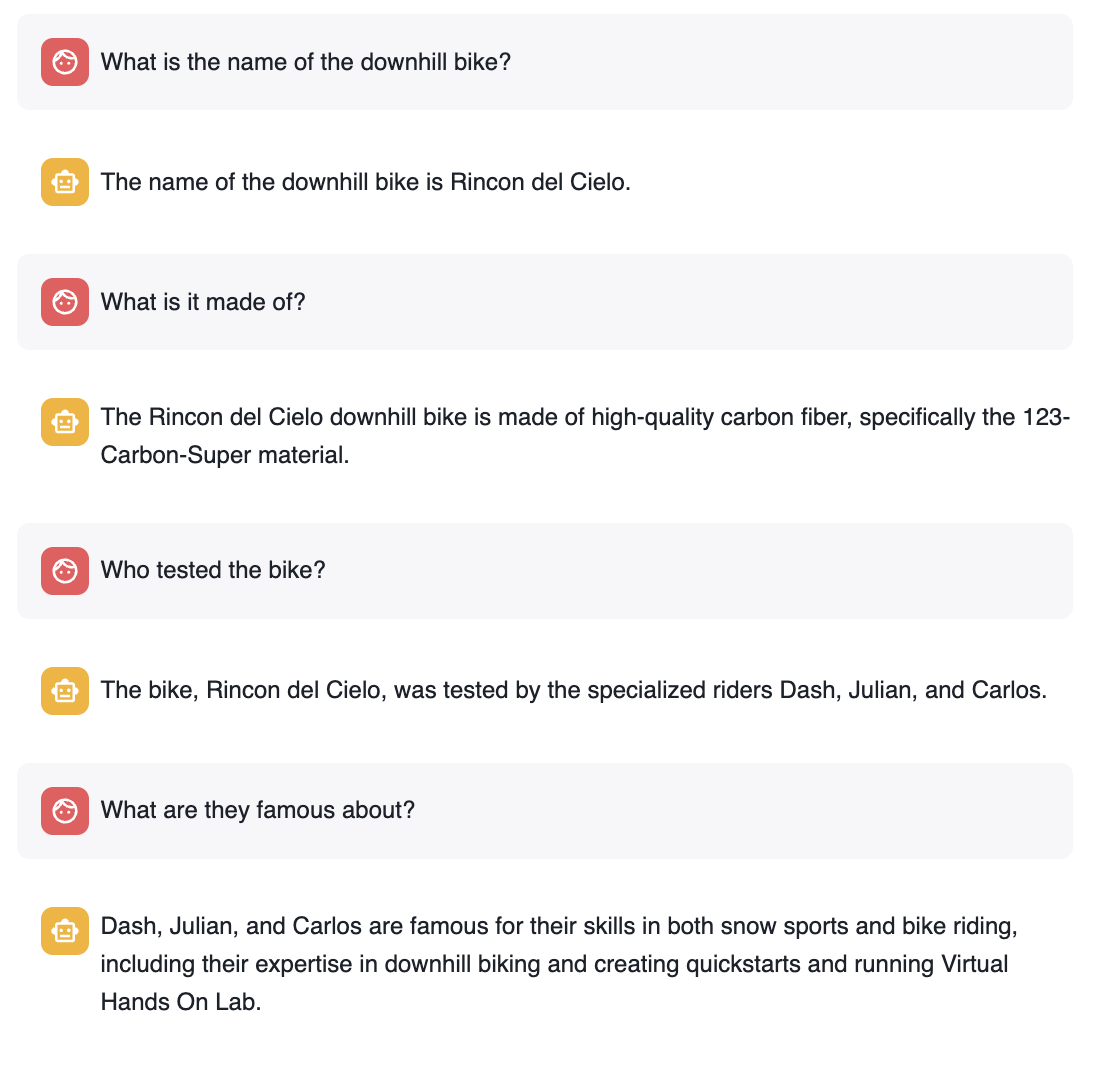 What is the name of the downhill bike?
The name of the downhill bike is Rincon del Cielo.
What is it made of?
The Rincon del Cielo downhill bike is made of high-quality carbon fiber, specifically the 123-
Carbon-Super material.
Who tested the bike?
The bike, Rincon del Cielo, was tested by the specialized riders Dash, Julian, and Carlos.
What are they famous about?
Dash, Julian, and Carlos are famous for their skills in both snow sports and bike riding,
including their expertise in downhill biking and creating quickstarts and running Virtual
Hands On Lab.